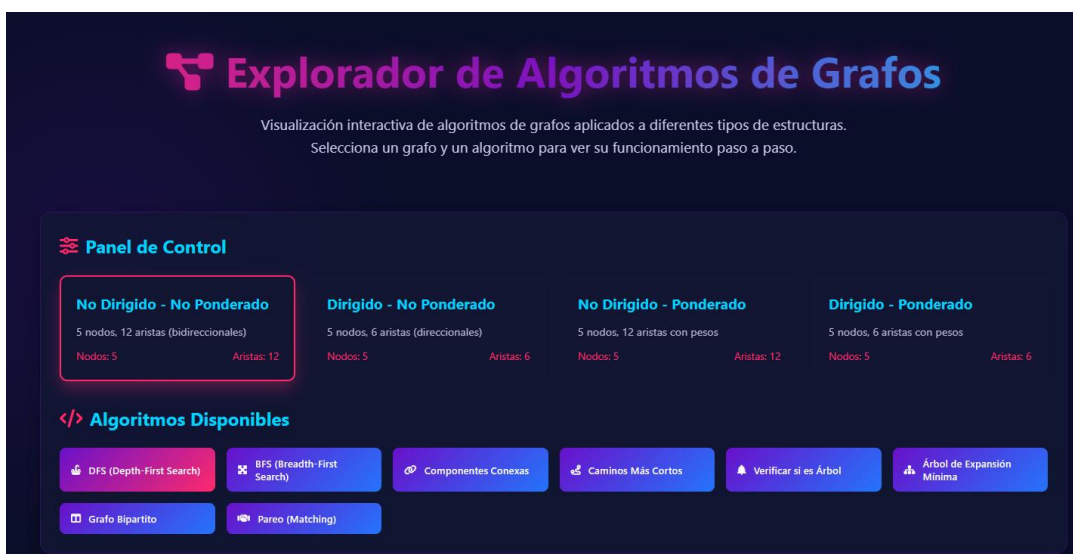 Explorador de Algoritmos de Grafos
Visualización interactiva de algoritmos de grafos aplicados a diferentes tipos de estructuras.
Selecciona un grafo y un algoritmo para ver su funcionamiento paso a paso.
Panel de Control
No Dirigido - No Ponderado
5 nodos, 12 aristas (bidireccionales)
Nodos: 5 Aristas: 12
Dirigido - No Ponderado
5 nodos, 6 aristas (direccionales)
Nodos: 5 Aristas: 6
No Dirigido - Ponderado
5 nodos, 12 aristas con pesos
Nodos: 5 Aristas: 12
Dirigido - Ponderado
5 nodos, 6 aristas con pesos
Nodos: 5 Aristas: 6
</> Algoritmos Disponibles
DFS (Depth-First Search)
BFS (Breadth-First
Search)
Componentes Conexas
Caminos Más Cortos
Verificar si es Árbol
Árbol de Expansión
Mínima
Grafo Bipartito
Pareo (Matching)